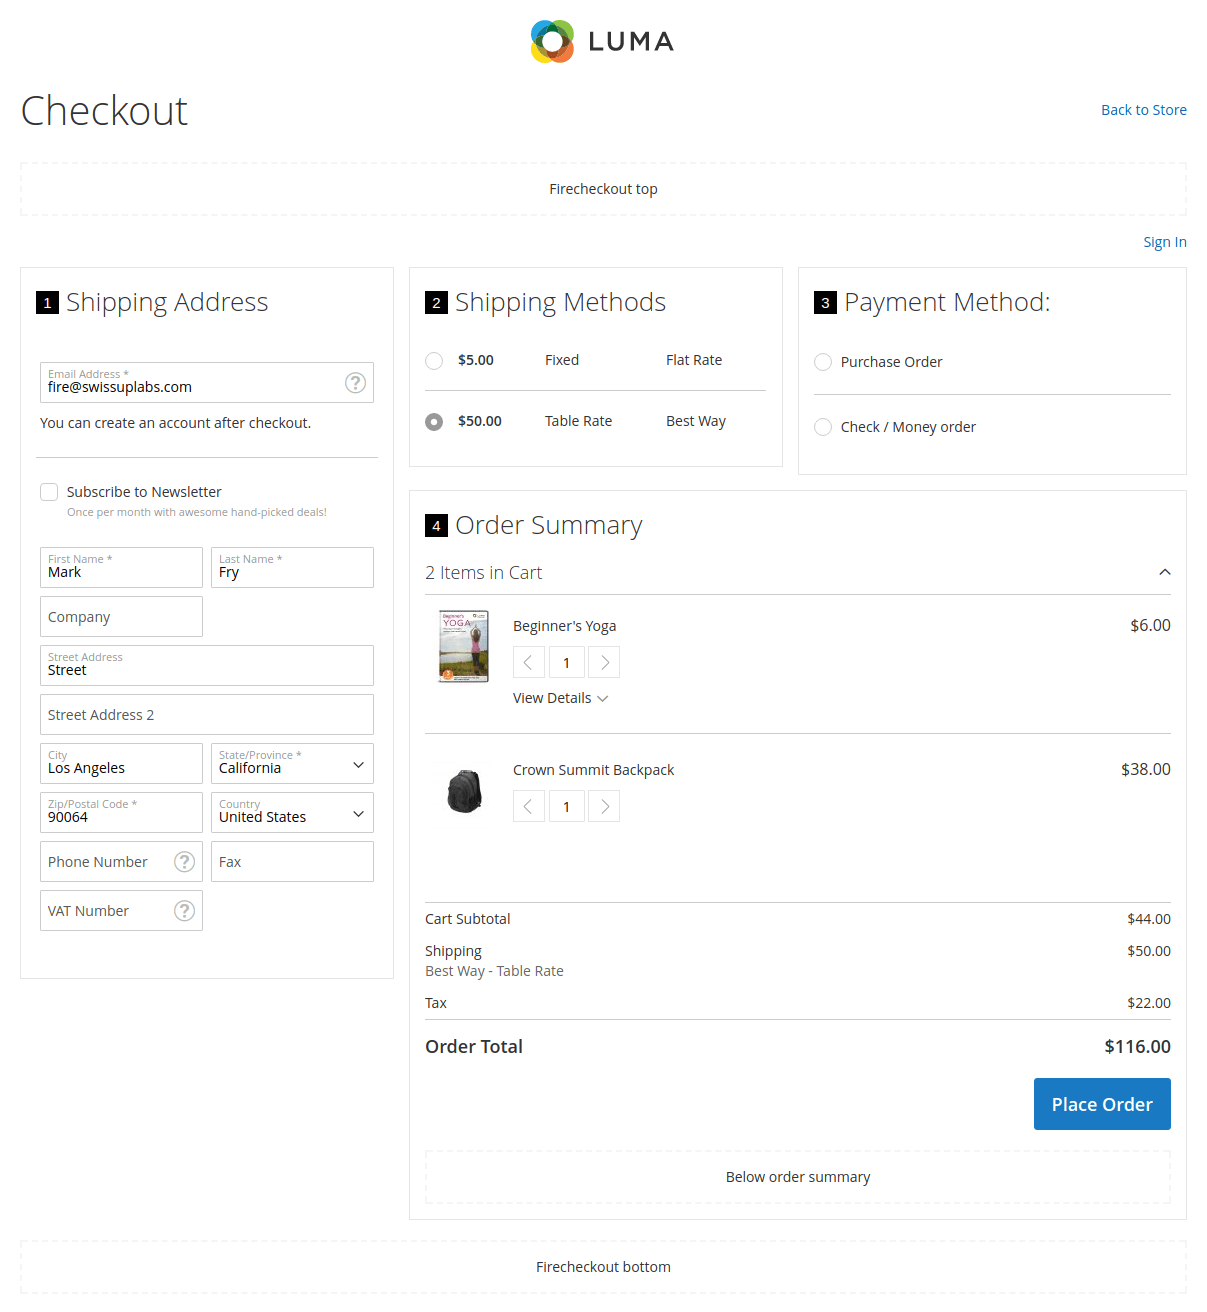 LUMA
Checkout
Back to Store
Firecheckout top
Sign In
1 Shipping Address
Email Address *
fire@swissuplabs.com
?
You can create an account after checkout.
Subscribe to Newsletter
Once per month with awesome hand-picked deals!
First Name *
Mark
Last Name *
Fry
Company
Street Address
Street
Street Address 2
City
Los Angeles
State/Province *
California
Zip/Postal Code *
90064
Country
United States
Phone Number ?
Fax
VAT Number ?
2 Shipping Methods
$5.00 Fixed Flat Rate
$50.00 Table Rate Best Way
3 Payment Method:
Purchase Order
Check / Money order
4 Order Summary
2 Items in Cart
YOGA
Beginner's Yoga $6.00
1
View Details
Crown Summit Backpack $38.00
1
Cart Subtotal $44.00
Shipping $50.00
Best Way - Table Rate
Tax $22.00
Order Total $116.00
Place Order
Below order summary
Firecheckout bottom